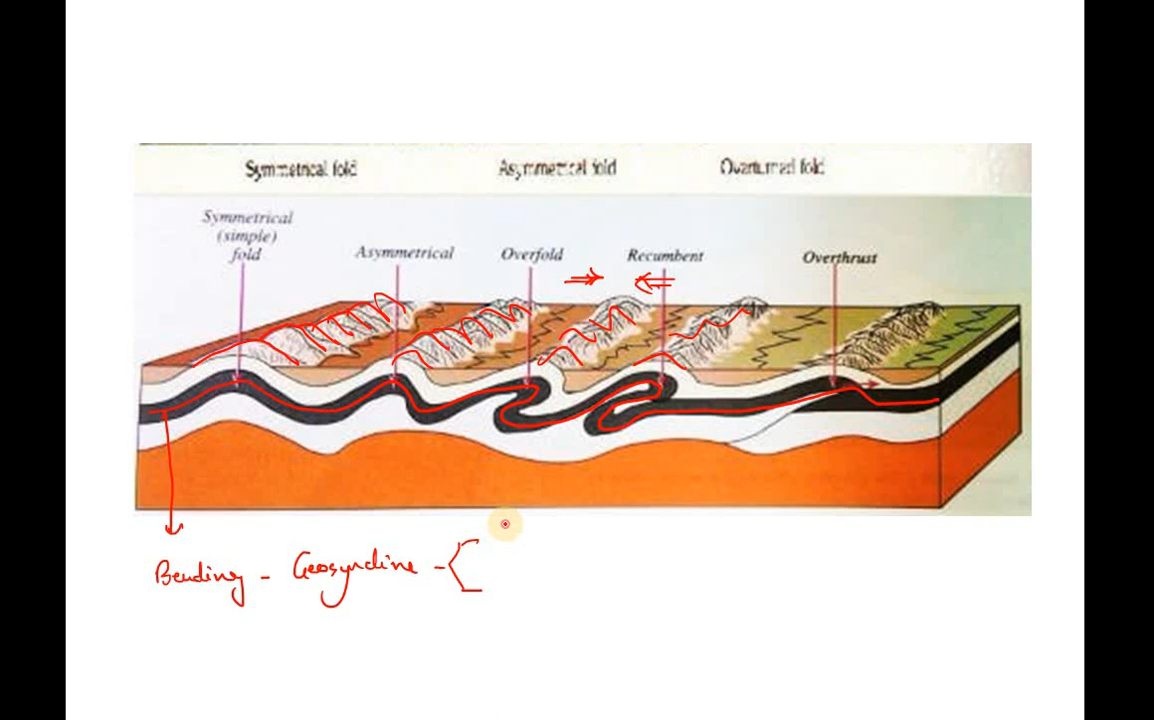 Symmetrical fold Asymmetrical fold Overturned fold
Symmetrical
(simple)
fold
Asymmetrical
Overfold
Recumbent
Overthrust
Bending - Geosyncline -